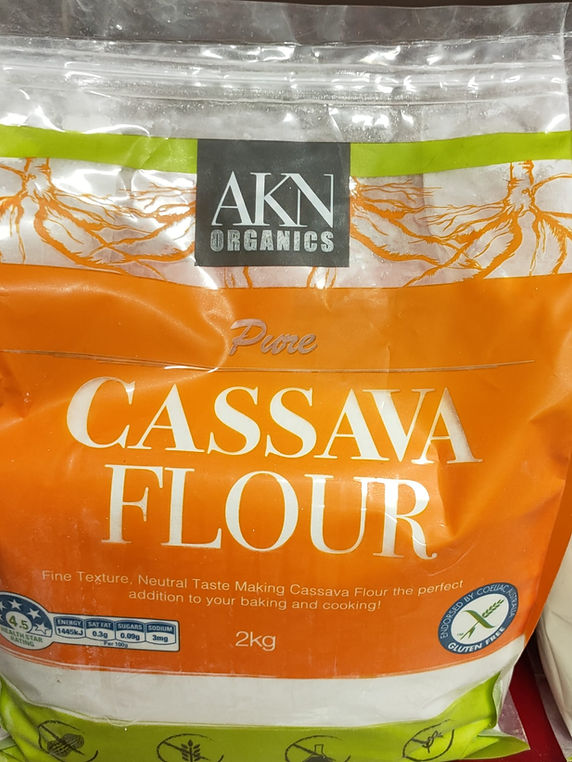 AKN
ORGANICS
Pure
CASSAVA
FLOUR
Fine Texture, Neutral Taste Making Cassava Flour the perfect
addition to your baking and cooking!
4.5
HEALTH STAR
RATING
ENERGY
1445kJ
SAT FAT
0.3g
SUGARS
0.09g
SODIUM
3mg
Per 100g
2kg
ENDORSED BY COELIAC AUSTRALIA
GLUTEN FREE